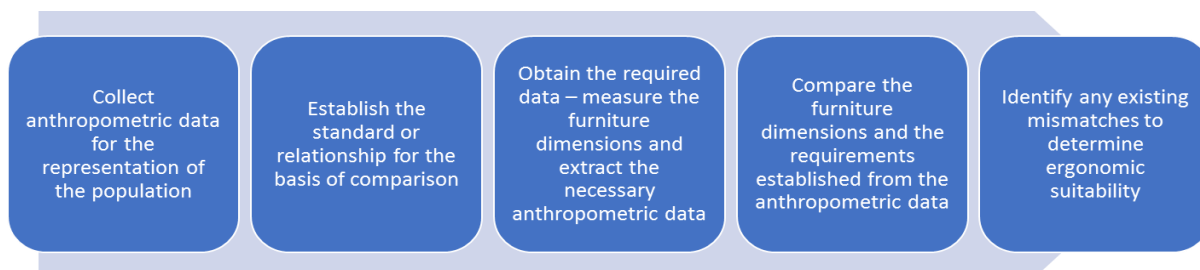 Collect
anthropometric data
for the
representation of
the population
Establish the
standard or
relationship for the
basis of comparison
Obtain the required
data – measure the
furniture
dimensions and
extract the
necessary
anthropometric data
Compare the
furniture
dimensions and the
requirements
established from the
anthropometric data
Identify any existing
mismatches to
determine
ergonomic
suitability